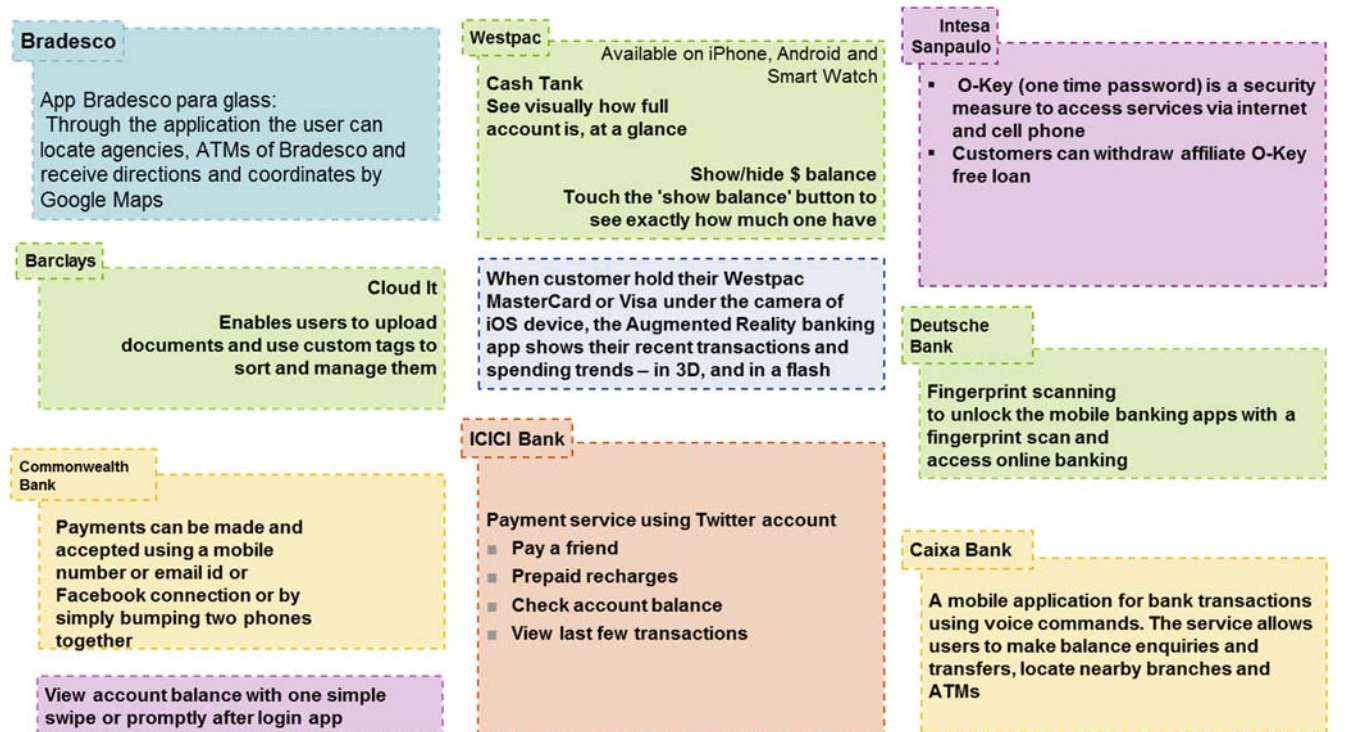 Bradesco
App Bradesco para glass:
Through the application the user can
locate agencies, ATMs of Bradesco and
receive directions and coordinates by
Google Maps
Barclays
Cloud It
Enables users to upload
documents and use custom tags to
sort and manage them
Commonwealth
Bank
Payments can be made and
accepted using a mobile
number or email id or
Facebook connection or by
simply bumping two phones
together
View account balance with one simple
swipe or promptly after login app
Westpac
Available on iPhone, Android and
Smart Watch
Cash Tank
See visually how full
account is, at a glance
Show/hide $ balance
Touch the 'show balance' button to
see exactly how much one have
When customer hold their Westpac
MasterCard or Visa under the camera of
iOS device, the Augmented Reality banking
app shows their recent transactions and
spending trends – in 3D, and in a flash
ICICI Bank
Payment service using Twitter account
■ Pay a friend
■ Prepaid recharges
■ Check account balance
■ View last few transactions
Intesa
Sanpaulo
▪ O-Key (one time password) is a security
measure to access services via internet
and cell phone
▪ Customers can withdraw affiliate O-Key
free loan
Deutsche
Bank
Fingerprint scanning
to unlock the mobile banking apps with a
fingerprint scan and
access online banking
Caixa Bank
A mobile application for bank transactions
using voice commands. The service allows
users to make balance enquiries and
transfers, locate nearby branches and
ATMs